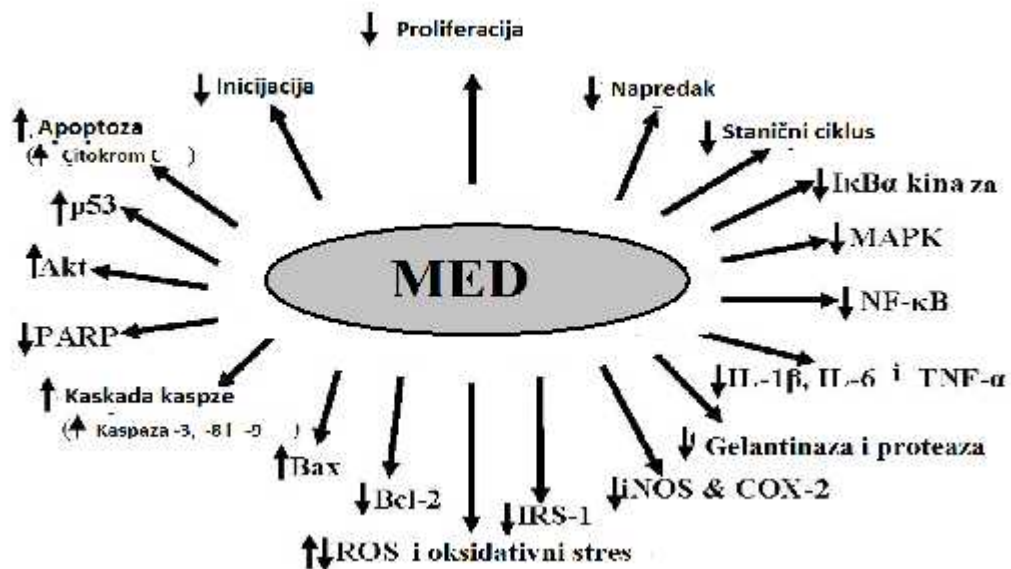 ↓ Proliferacija
↓ Inicijacija
↓ Napredak
↑ Apoptoza
(↑ Citokrom C )
↓ Stanični ciklus
↓IκBα kina za
↑p53
↓MAPK
↑Akt
↓ NF-κB
↓PARP
MED
↓IL-1β, IL-6 i TNF-α
↑ Kaskada kaspze
(↑ Kaspaza -3, -8 i -9 )
↓ Gelantinaza i proteaza
↑Bax
↓Bcl-2
↓iNOS & COX-2
↓IRS-1
↑↓ROS i oksidativni stres